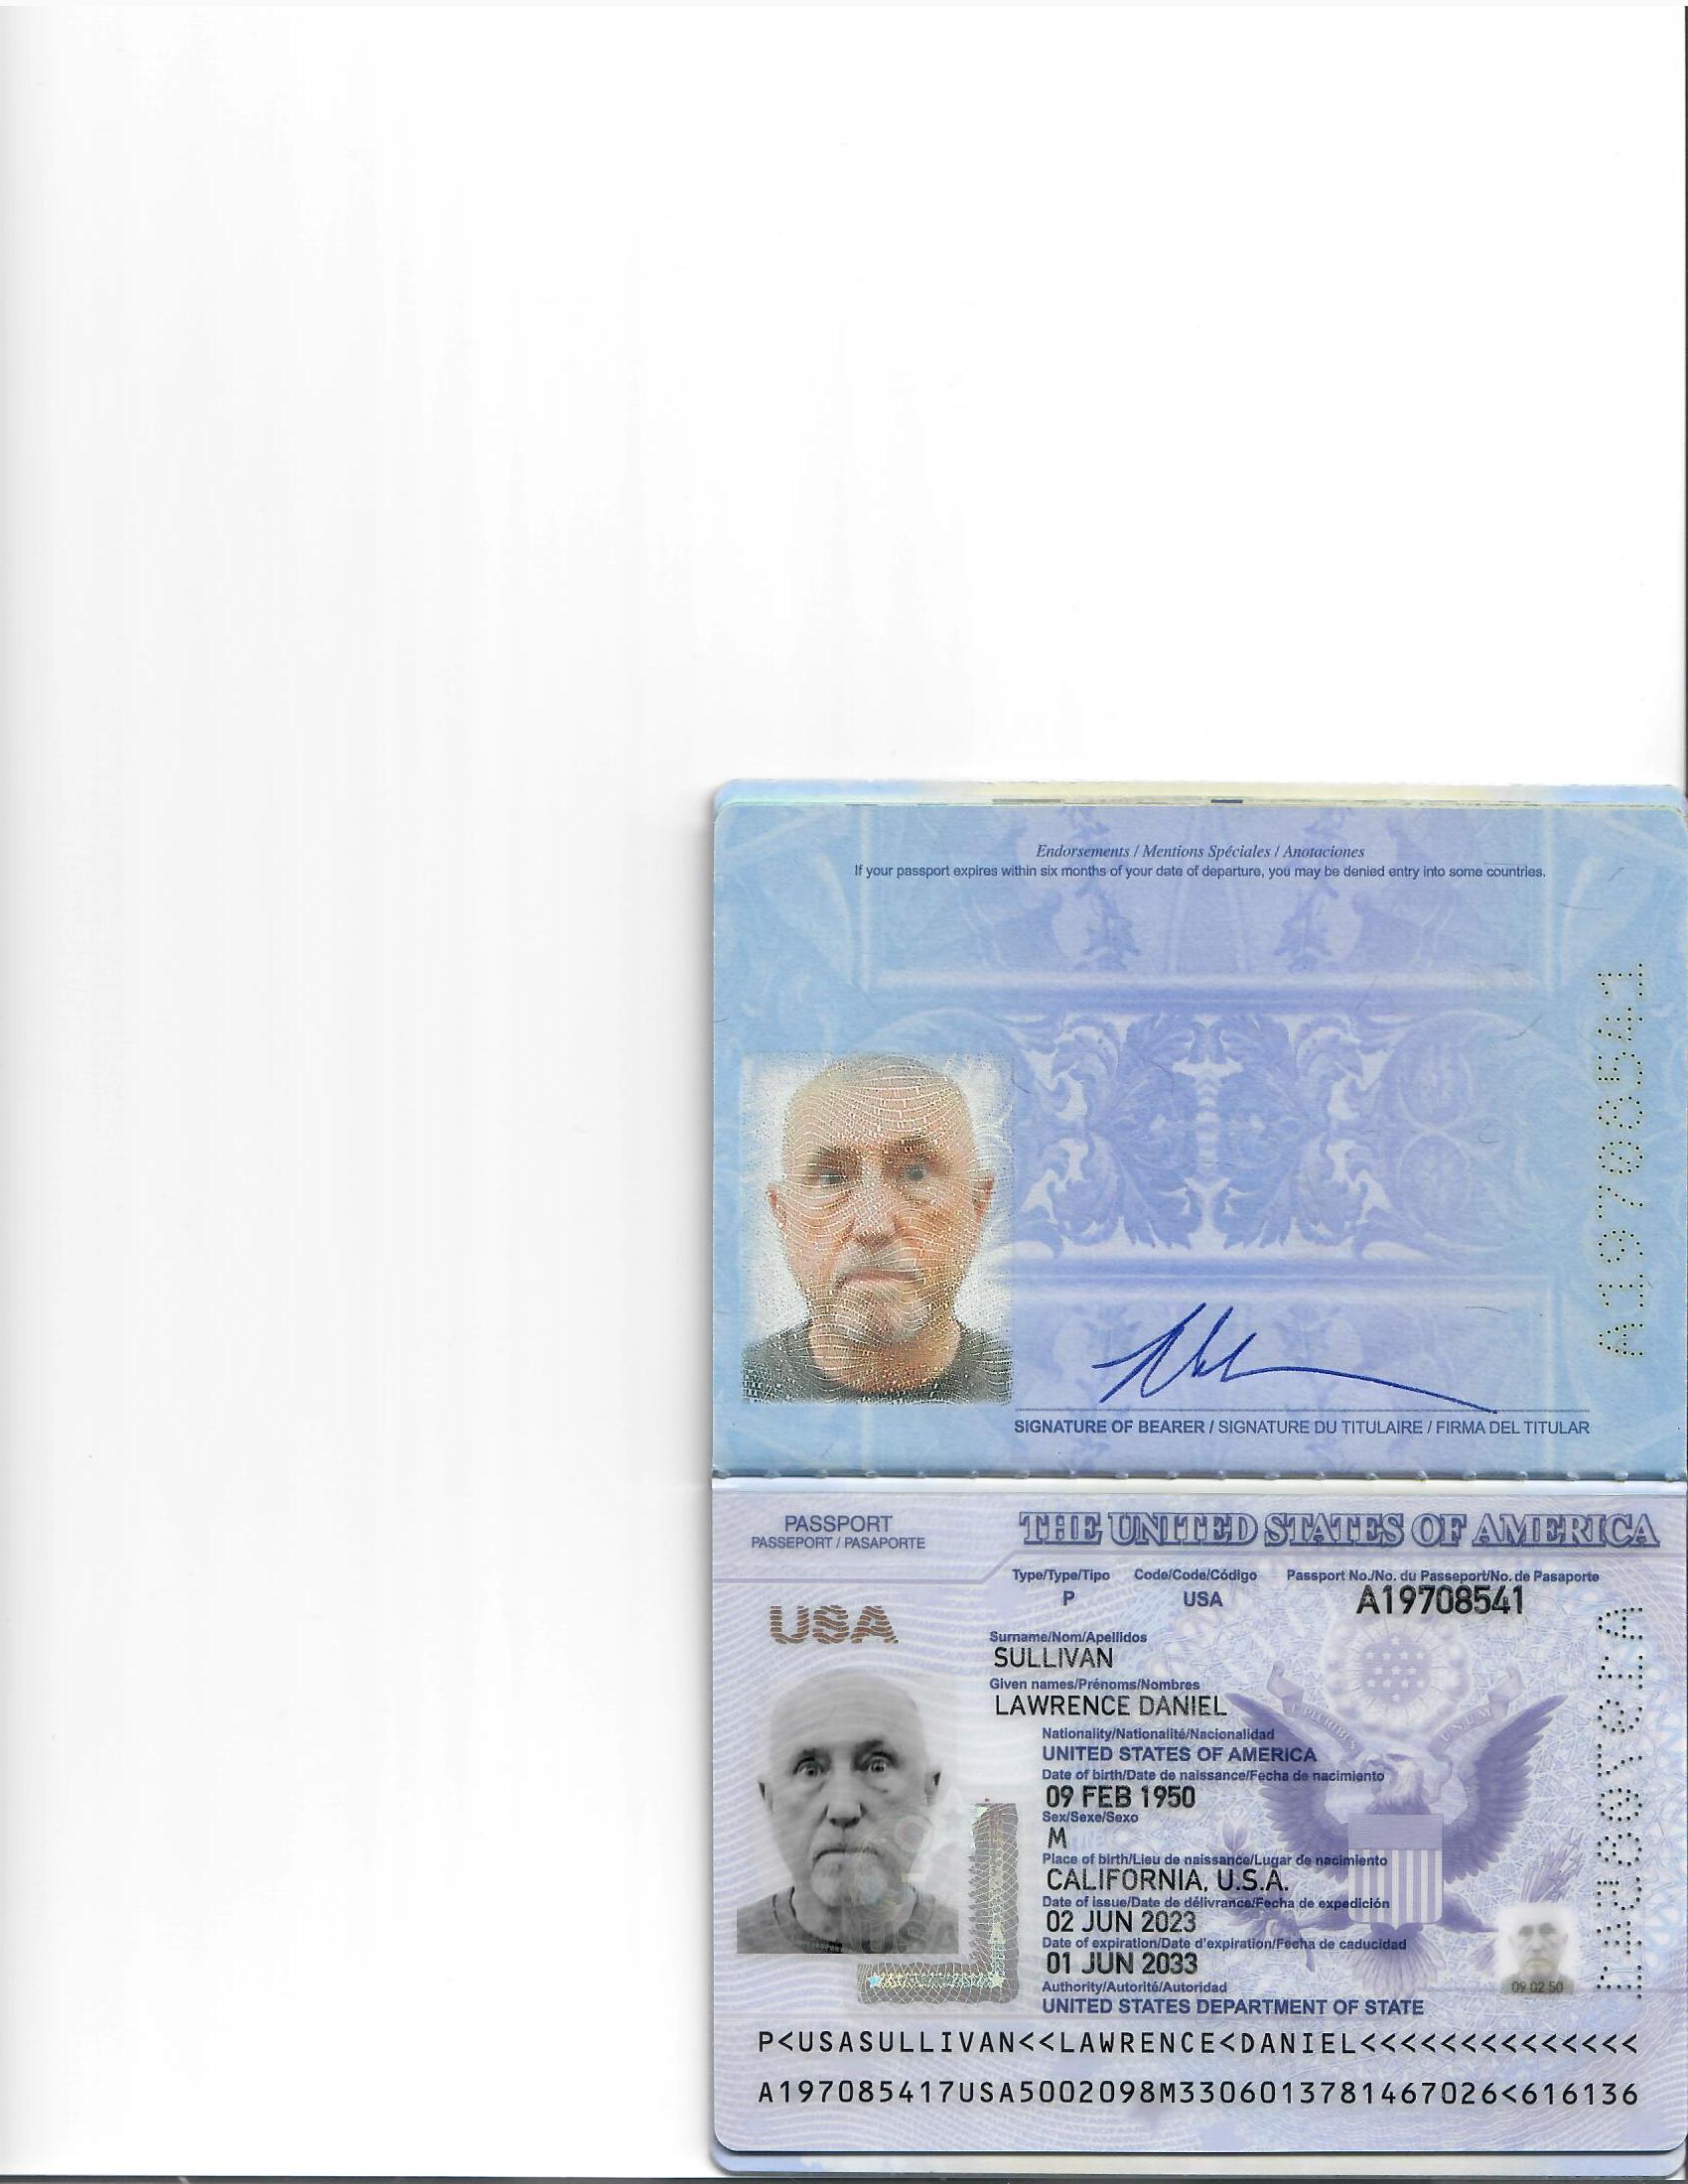 Endorsements / Mentions Spéciales / Anotaciones
If your passport expires within six months of your date of departure, you may be denied entry into some countries.
A19708541
SIGNATURE OF BEARER / SIGNATURE DU TITULAIRE / FIRMA DEL TITULAR
PASSPORT
PASSEPORT / PASAPORTE
THE UNITED STATES OF AMERICA
Type/Type/Tipo Code/Code/Código Passport No./No. du Passeport/No. de Pasaporte
P USA A19708541
USA
Surname/Nom/Apellidos
SULLIVAN
Given names/Prénoms/Nombres
LAWRENCE DANIEL
Nationality/Nationalité/Nacionalidad
UNITED STATES OF AMERICA
Date of birth/Date de naissance/Fecha de nacimiento
09 FEB 1950
Sex/Sexe/Sexo
M
Place of birth/Lieu de naissance/Lugar de nacimiento
CALIFORNIA, U.S.A.
Date of issue/Date de délivrance/Fecha de expedición
02 JUN 2023
Date of expiration/Date d'expiration/Fecha de caducidad
01 JUN 2033
Authority/Autorité/Autoridad
UNITED STATES DEPARTMENT OF STATE
USA
09 02 50
A19708541
E PLURIBUS UNUM
P<USASULLIVAN<<LAWRENCE<DANIEL<<<<<<<<<<<<<<
A197085417USA5002098M3306013781467026<616136